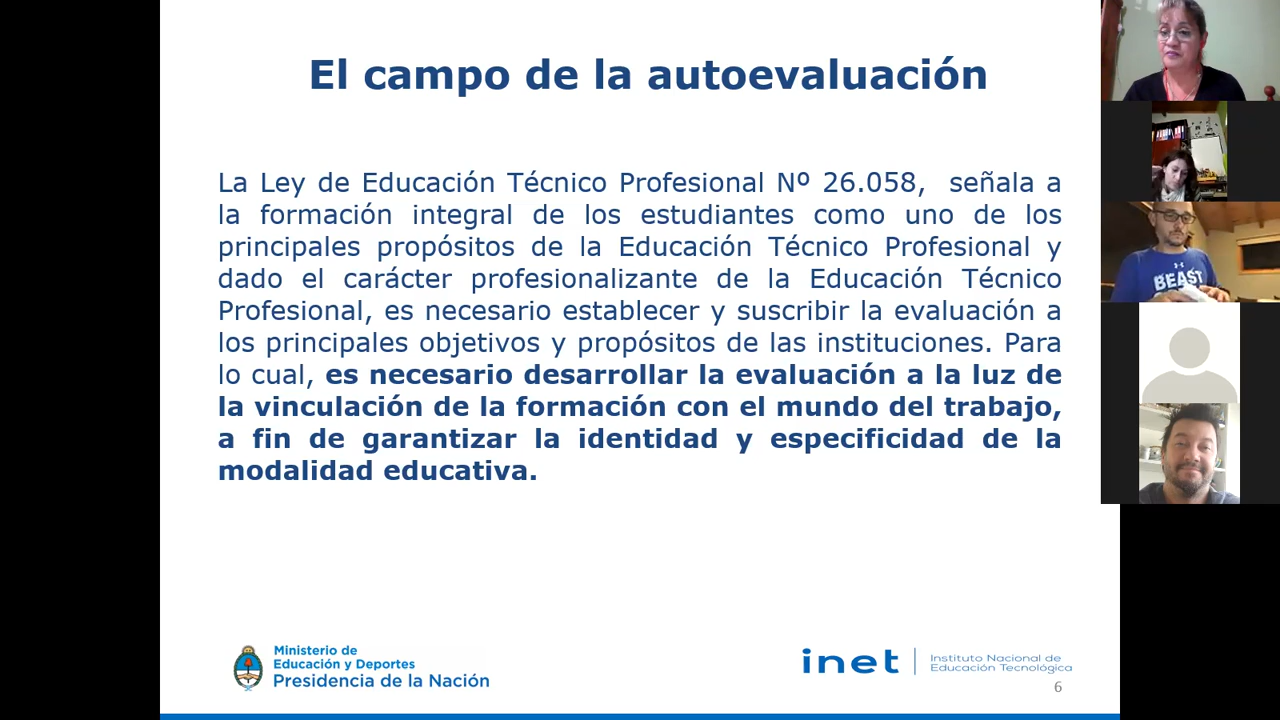 El campo de la autoevaluación
La Ley de Educación Técnico Profesional Nº 26.058, señala a
la formación integral de los estudiantes como uno de los
principales propósitos de la Educación Técnico Profesional y
dado el carácter profesionalizante de la Educación Técnico
Profesional, es necesario establecer y suscribir la evaluación a
los principales objetivos y propósitos de las instituciones. Para
lo cual, es necesario desarrollar la evaluación a la luz de
la vinculación de la formación con el mundo del trabajo,
a fin de garantizar la identidad y especificidad de la
modalidad educativa.
BEAST
Ministerio de
Educación y Deportes
Presidencia de la Nación
inet
Instituto Nacional de
Educación Tecnológica
6